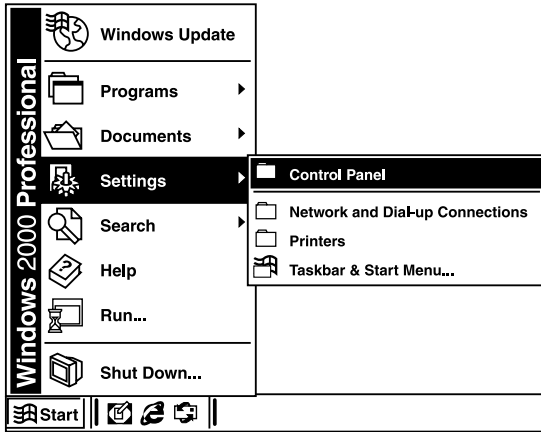 Windows 2000 Professional
Windows Update
Programs
Documents
Settings
Search
Help
Run...
Shut Down...
Control Panel
Network and Dial-up Connections
Printers
Taskbar & Start Menu...
Start